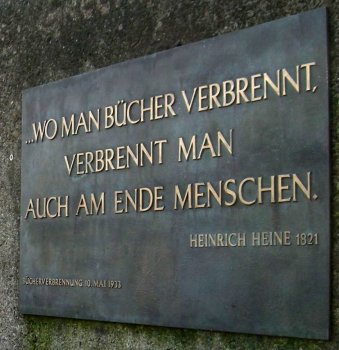 ...WO MAN BÜCHER VERBRENNT,
VERBRENNT MAN
AUCH AM ENDE MENSCHEN.
HEINRICH HEINE 1821
BÜCHERVERBRENNUNG 10. MAI 1933